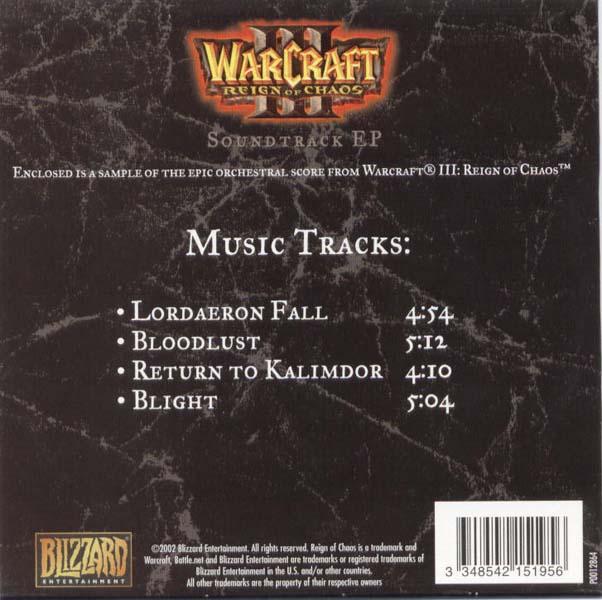 WARCRAFT
III
REIGN OF CHAOS
SOUNDTRACK EP
ENCLOSED IS A SAMPLE OF THE EPIC ORCHESTRAL SCORE FROM WARCRAFT® III: REIGN OF CHAOS™
MUSIC TRACKS:
• LORDAERON FALL 4:54
• BLOODLUST 5:12
• RETURN TO KALIMDOR 4:10
• BLIGHT 5:04
BLIZZARD
ENTERTAINMENT
©2002 Blizzard Entertainment. All rights reserved. Reign of Chaos is a trademark and
Warcraft, Battle.net and Blizzard Entertainment are trademarks or registered trademarks of
Blizzard Entertainment in the U.S. and/or other countries.
All other trademarks are the property of their respective owners
3 348542 151956
P0012864